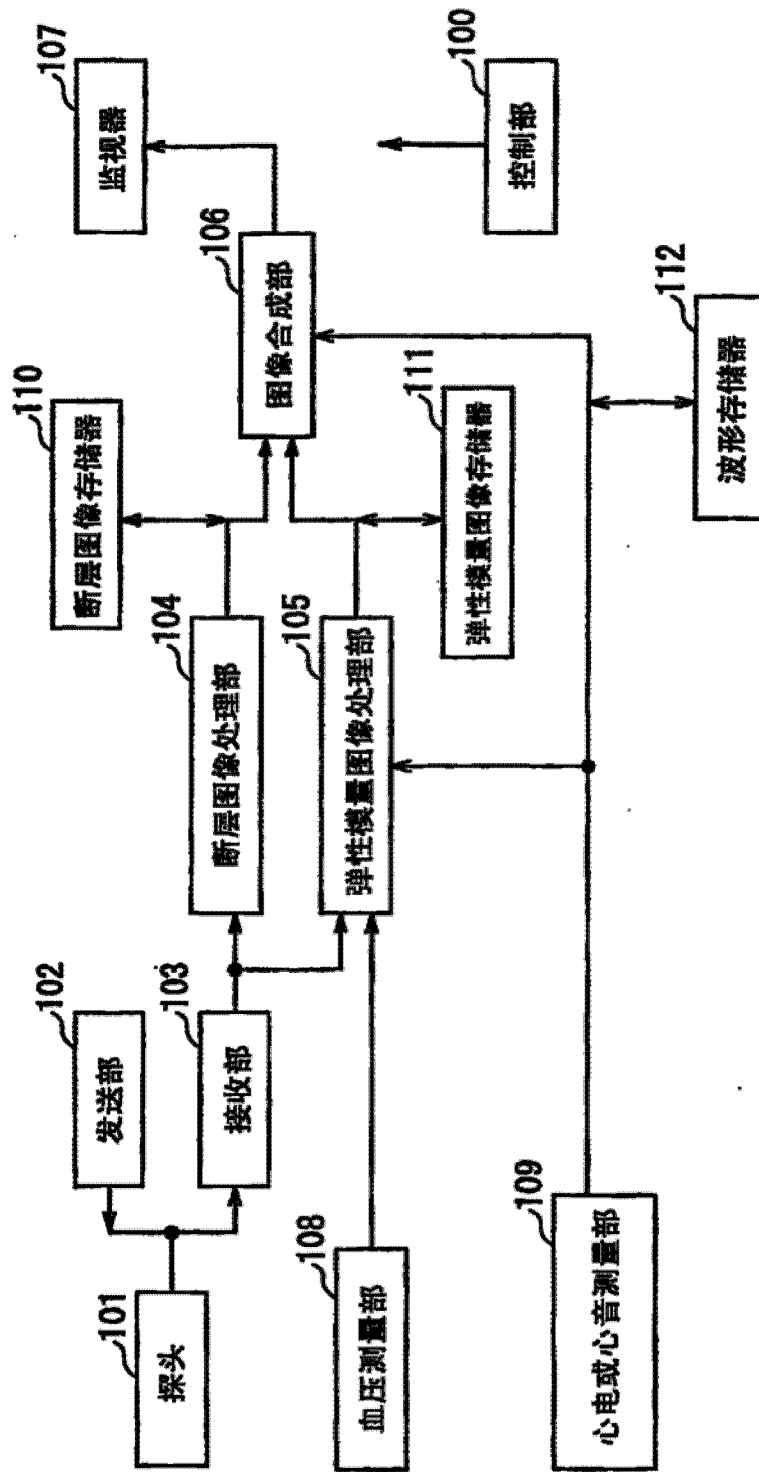 101
探头
102
发送部
103
接收部
108
血压测量部
109
心电或心音测量部
104
断层图像处理部
105
弹性模量图像处理部
110
断层图像存储器
111
弹性模量图像存储器
106
图像合成部
107
监视器
100
控制部
112
波形存储器